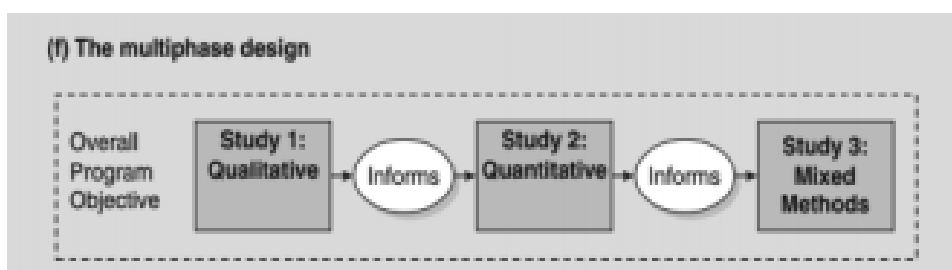 (f) The multiphase design
Overall
Program
Objective
Study 1:
Qualitative
Informs
Study 2:
Quantitative
Informs
Study 3:
Mixed
Methods